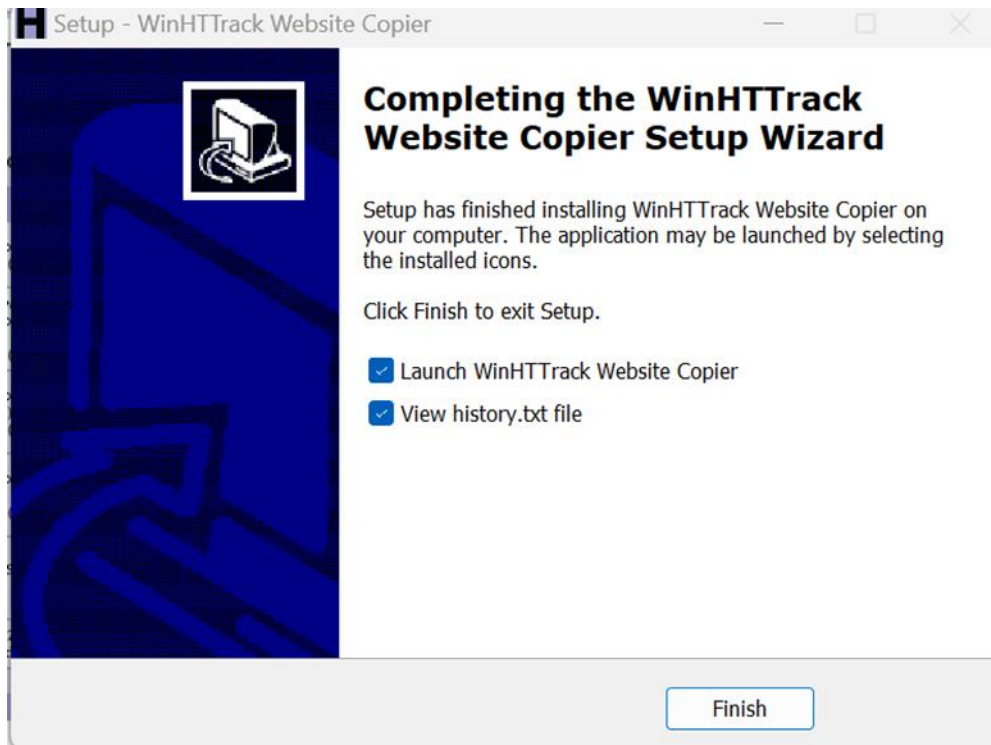 H Setup - WinHTTrack Website Copier
Completing the WinHTTrack
Website Copier Setup Wizard
Setup has finished installing WinHTTrack Website Copier on
your computer. The application may be launched by selecting
the installed icons.
Click Finish to exit Setup.
Launch WinHTTrack Website Copier
View history.txt file
Finish